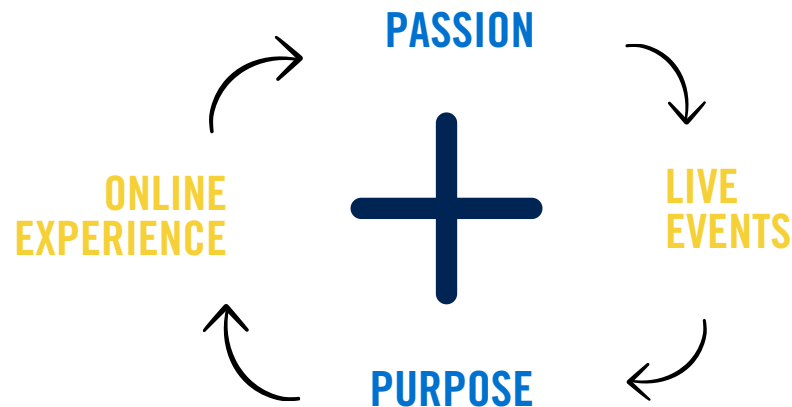 PASSION
ONLINE
EXPERIENCE
LIVE
EVENTS
PURPOSE